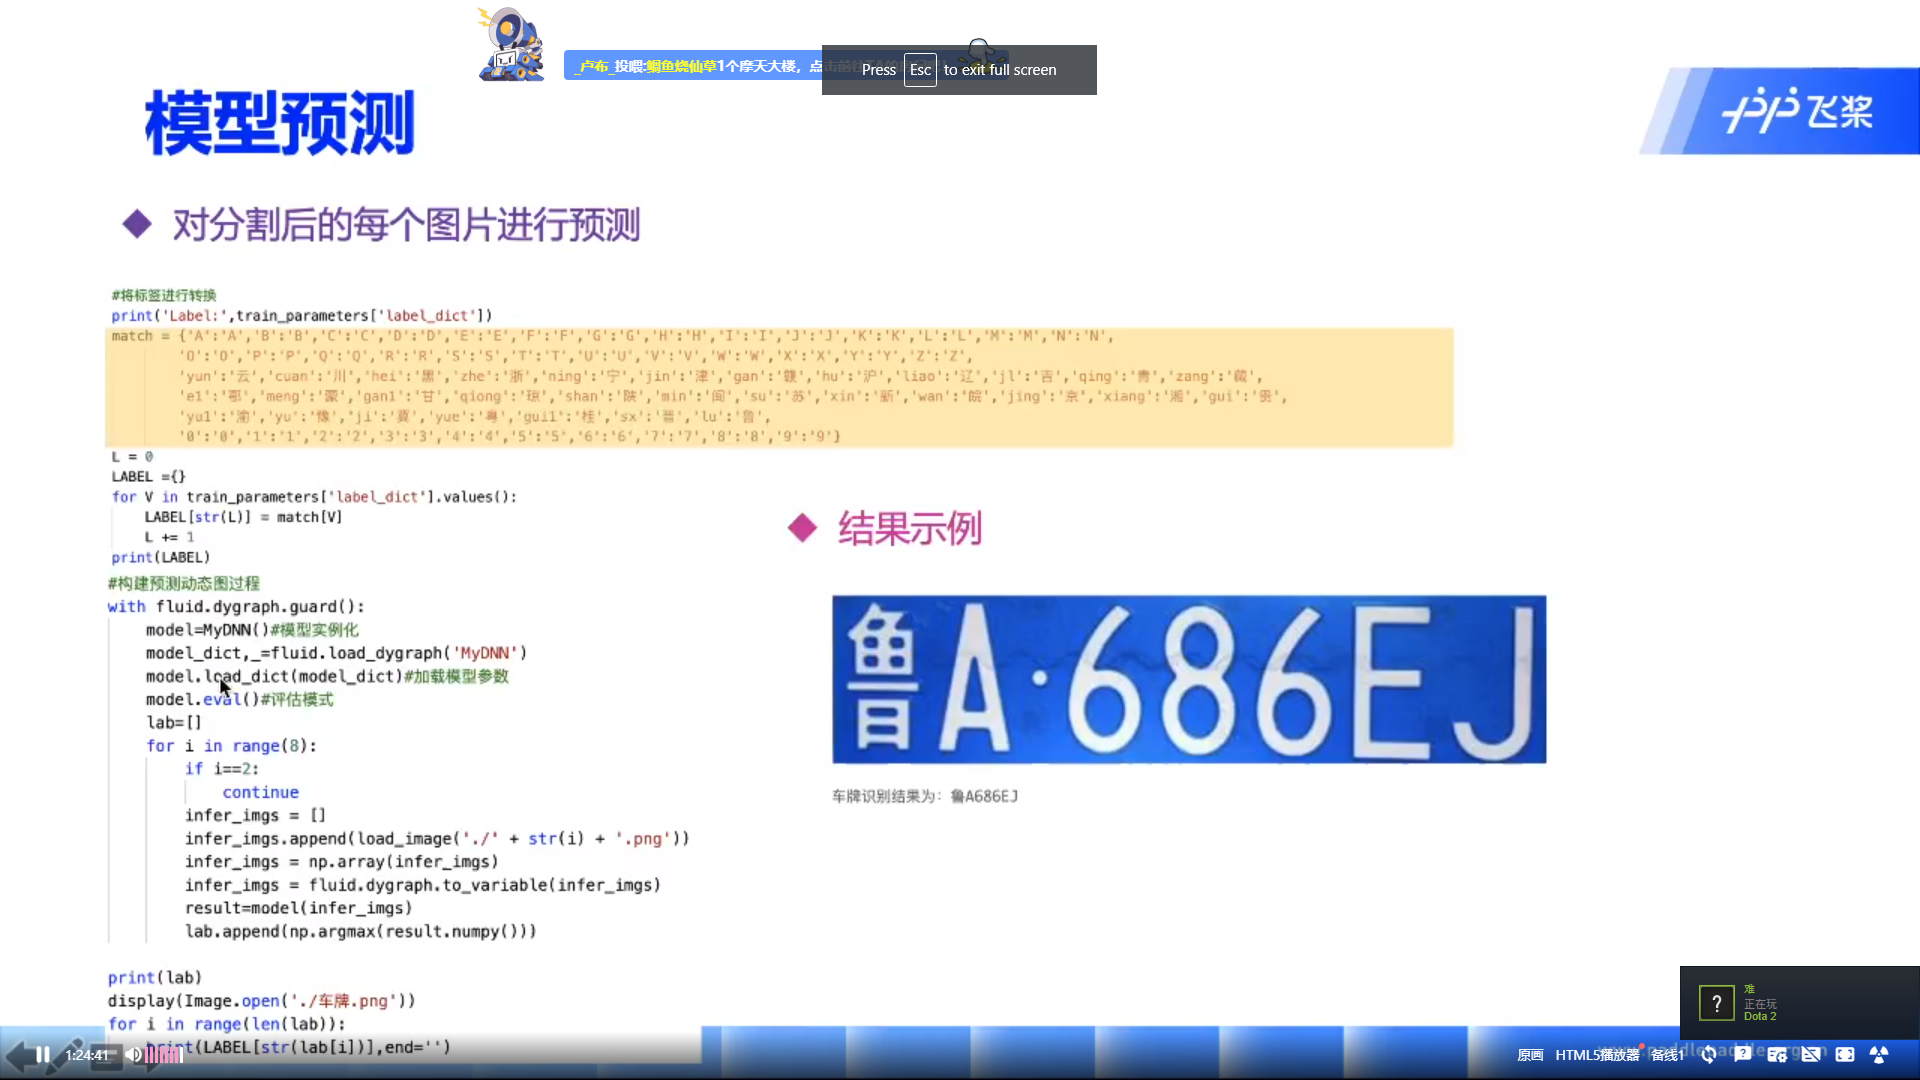 _卢布_投喂:鲷鱼烧仙草1个摩天大楼，点击前往
Press Esc to exit full screen
模型预测
飞桨
对分割后的每个图片进行预测
#将标签进行转换
print('Label:',train_parameters['label_dict'])
match = {'A':'A','B':'B','C':'C','D':'D','E':'E','F':'F','G':'G','H':'H','I':'I','J':'J','K':'K','L':'L','M':'M','N':'N',
'O':'O','P':'P','Q':'Q','R':'R','S':'S','T':'T','U':'U','V':'V','W':'W','X':'X','Y':'Y','Z':'Z',
'yun':'云','cuan':'川','hei':'黑','zhe':'浙','ning':'宁','jin':'津','gan':'赣','hu':'沪','liao':'辽','jl':'吉','qing':'青','zang':'藏',
'e1':'鄂','meng':'蒙','gan1':'甘','qiong':'琼','shan':'陕','min':'闽','su':'苏','xin':'新','wan':'皖','jing':'京','xiang':'湘','gui':'贵',
'yu1':'渝','yu':'豫','ji':'冀','yue':'粤','gui1':'桂','sx':'晋','lu':'鲁',
'0':'0','1':'1','2':'2','3':'3','4':'4','5':'5','6':'6','7':'7','8':'8','9':'9'}
L = 0
LABEL ={}
for V in train_parameters['label_dict'].values():
LABEL[str(L)] = match[V]
L += 1
print(LABEL)
#构建预测动态图过程
with fluid.dygraph.guard():
model=MyDNN()#模型实例化
model_dict,_=fluid.load_dygraph('MyDNN')
model.load_dict(model_dict)#加载模型参数
model.eval()#评估模式
lab=[]
for i in range(8):
if i==2:
continue
infer_imgs = []
infer_imgs.append(load_image('./' + str(i) + '.png'))
infer_imgs = np.array(infer_imgs)
infer_imgs = fluid.dygraph.to_variable(infer_imgs)
result=model(infer_imgs)
lab.append(np.argmax(result.numpy()))
print(lab)
display(Image.open('./车牌.png'))
for i in range(len(lab)):
print(LABEL[str(lab[i])],end='')
结果示例
鲁A·686EJ
车牌识别结果为：鲁A686EJ
?
难
正在玩
Dota 2
1:24:41
原画 HTML5播放器 备线1